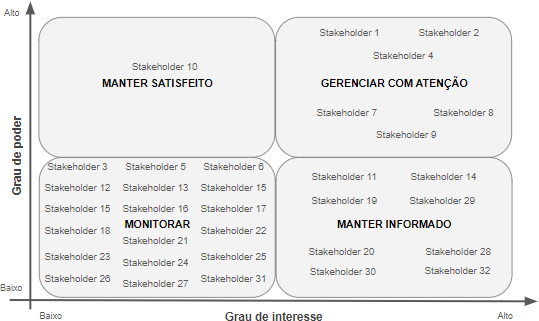 Alto
Grau de poder
Baixo
Stakeholder 10
MANTER SATISFEITO
Stakeholder 1 Stakeholder 2
Stakeholder 4
GERENCIAR COM ATENÇÃO
Stakeholder 7 Stakeholder 8
Stakeholder 9
Stakeholder 3 Stakeholder 5 Stakeholder 6
Stakeholder 12 Stakeholder 13 Stakeholder 15
Stakeholder 15 Stakeholder 16 Stakeholder 17
MONITORAR
Stakeholder 18 Stakeholder 21 Stakeholder 22
Stakeholder 23 Stakeholder 24 Stakeholder 25
Stakeholder 26 Stakeholder 27 Stakeholder 31
Stakeholder 11 Stakeholder 14
Stakeholder 19 Stakeholder 29
MANTER INFORMADO
Stakeholder 20 Stakeholder 28
Stakeholder 30 Stakeholder 32
Baixo
Grau de interesse
Alto